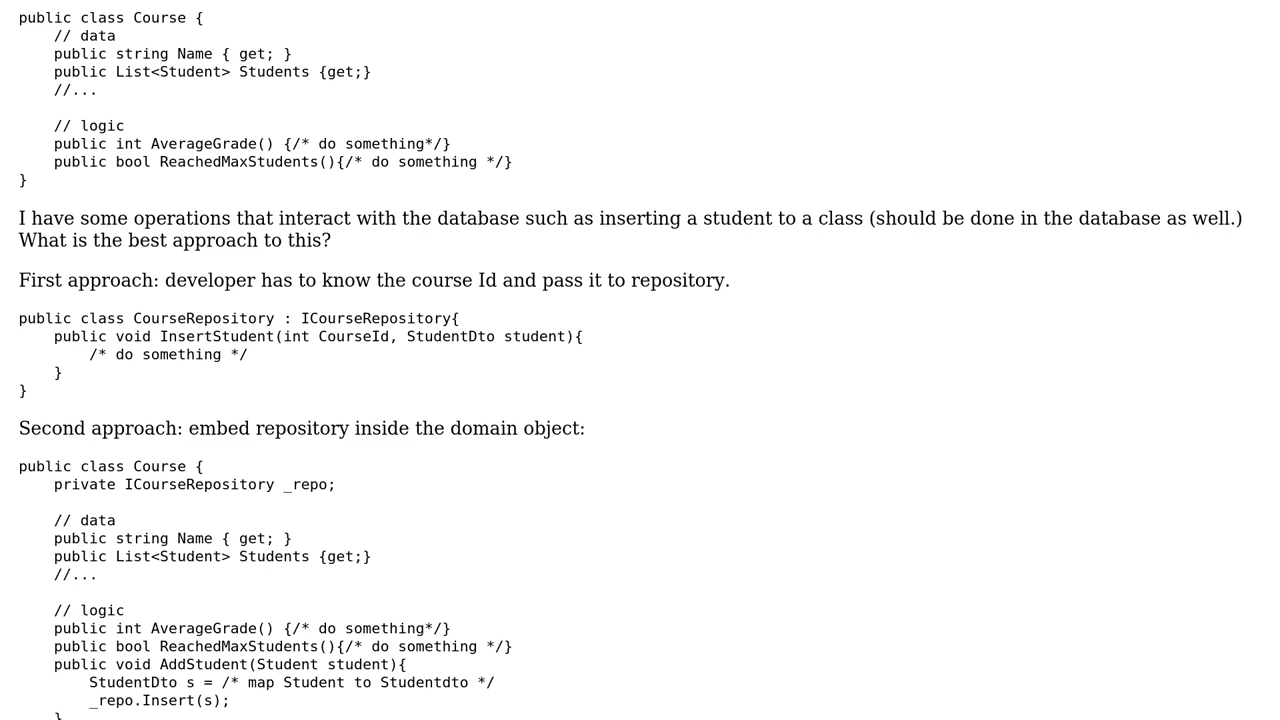 public class Course {
    // data
    public string Name { get; }
    public List<Student> Students {get;}
    //...

    // logic
    public int AverageGrade() {/* do something*/}
    public bool ReachedMaxStudents(){/* do something */}
}
I have some operations that interact with the database such as inserting a student to a class (should be done in the database as well.)
What is the best approach to this?
First approach: developer has to know the course Id and pass it to repository.
public class CourseRepository : ICourseRepository{
    public void InsertStudent(int CourseId, StudentDto student){
        /* do something */
    }
}
Second approach: embed repository inside the domain object:
public class Course {
    private ICourseRepository _repo;

    // data
    public string Name { get; }
    public List<Student> Students {get;}
    //...

    // logic
    public int AverageGrade() {/* do something*/}
    public bool ReachedMaxStudents(){/* do something */}
    public void AddStudent(Student student){
        StudentDto s = /* map Student to Studentdto */
        _repo.Insert(s);
    }